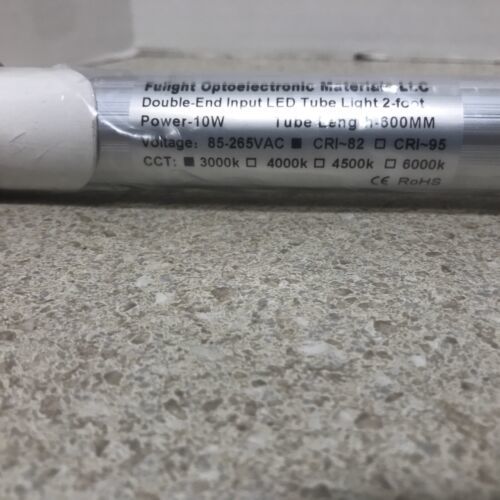 Fulight Optoelectronic Materials, LLC
Double-End Input LED Tube Light 2-foot
Power-10W Tube Length-600MM
Voltage: 85-265VAC ■ CRI~82 □ CRI~95
CCT: ■ 3000k □ 4000k □ 4500k □ 6000k
CE RoHS